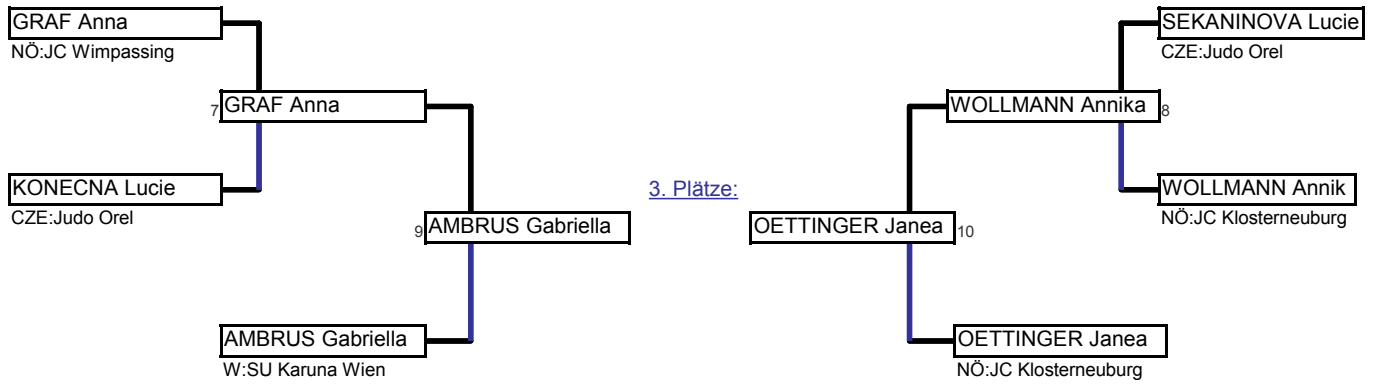 GRAF Anna
NÖ:JC Wimpassing
7 GRAF Anna
KONECNA Lucie
CZE:Judo Orel
9 AMBRUS Gabriella
AMBRUS Gabriella
W:SU Karuna Wien
3. Plätze:
SEKANINOVA Lucie
CZE:Judo Orel
WOLLMANN Annika 8
WOLLMANN Annik
NÖ:JC Klosterneuburg
OETTINGER Janea 10
OETTINGER Janea
NÖ:JC Klosterneuburg